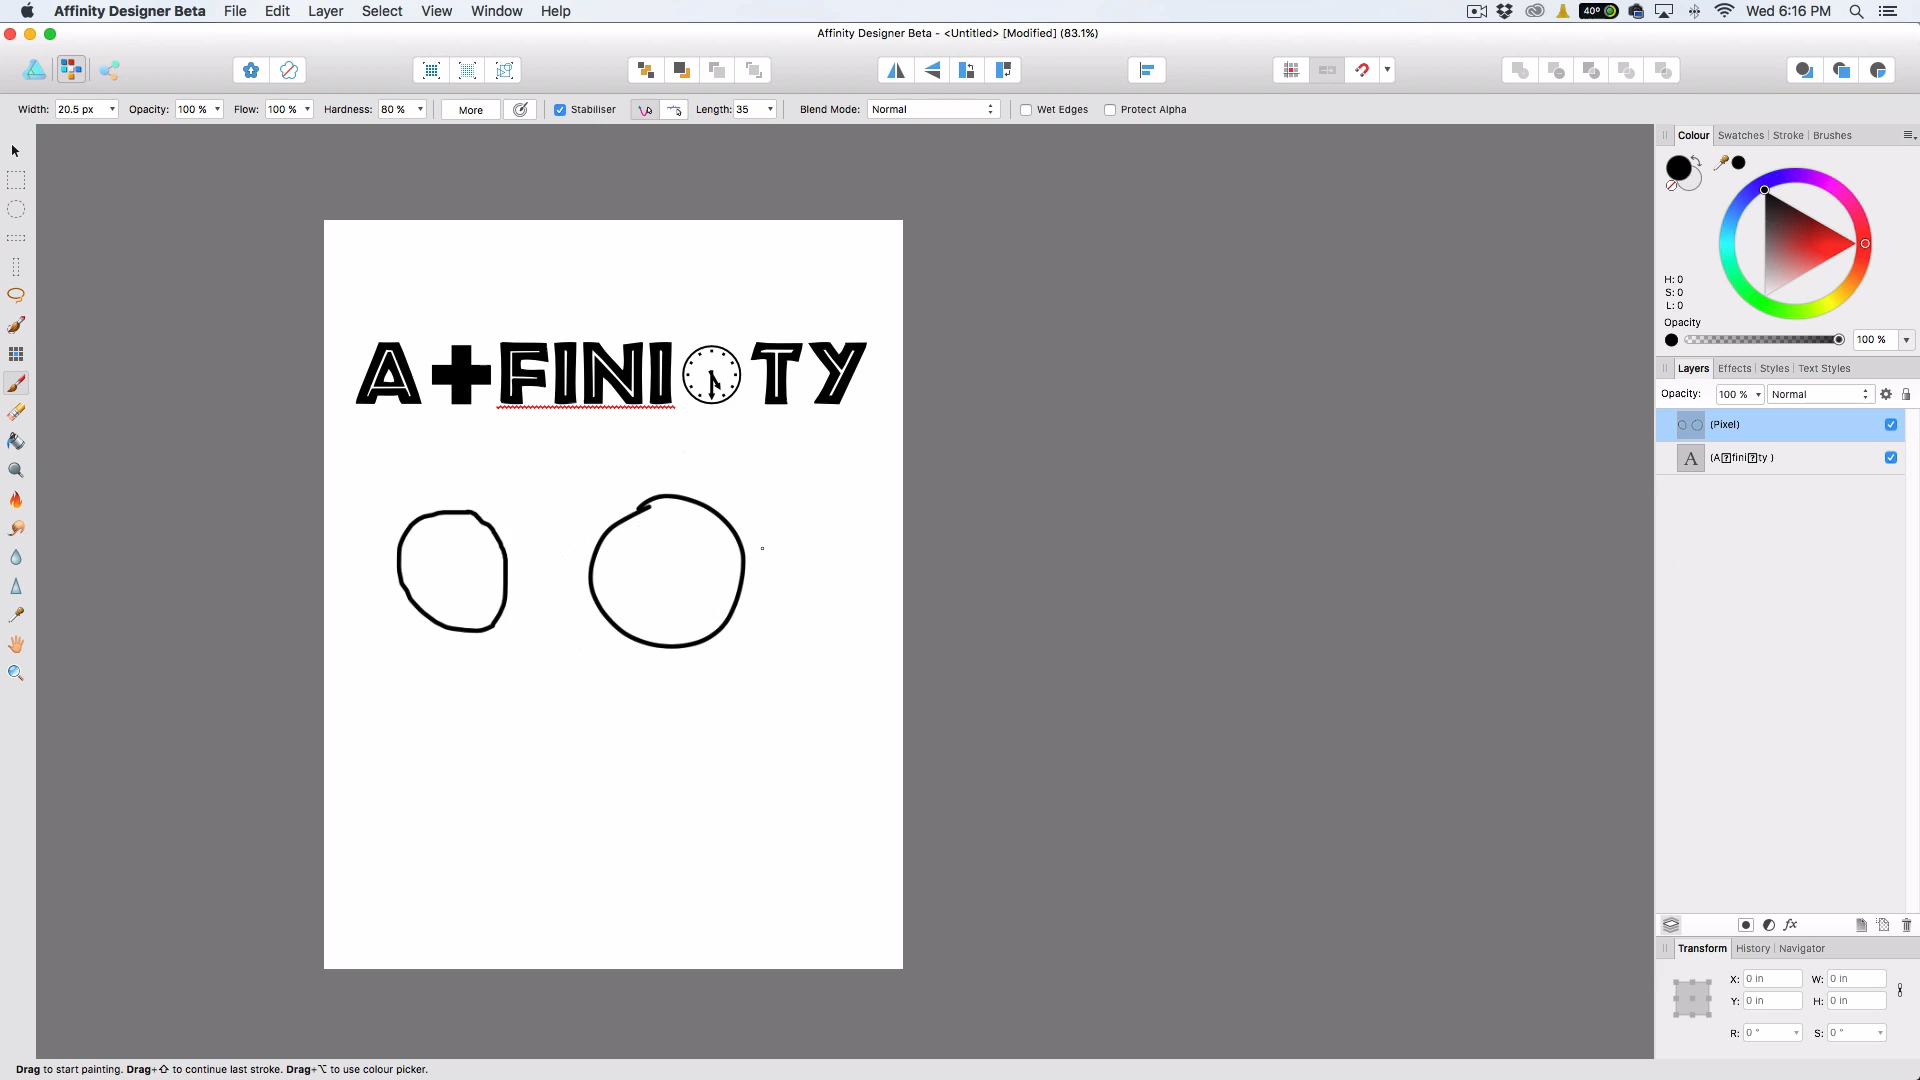 Affinity Designer Beta File Edit Layer Select View Window Help 40° Wed 6:16 PM
Affinity Designer Beta - <Untitled> [Modified] (83.1%)
Width: 20.5 px Opacity: 100 % Flow: 100 % Hardness: 80 % More Stabiliser Length: 35 Blend Mode: Normal Wet Edges Protect Alpha
Colour Swatches Stroke Brushes
H: 0
S: 0
L: 0
Opacity
100 %
Layers Effects Styles Text Styles
Opacity: 100 % Normal
(Pixel)
A (A⍰fini⍰ty )
A+FINI TY
fx
Transform History Navigator
X: 0 in W: 0 in
Y: 0 in H: 0 in
R: 0 ° S: 0 °
Drag to start painting. Drag+⇧ to continue last stroke. Drag+⌥ to use colour picker.